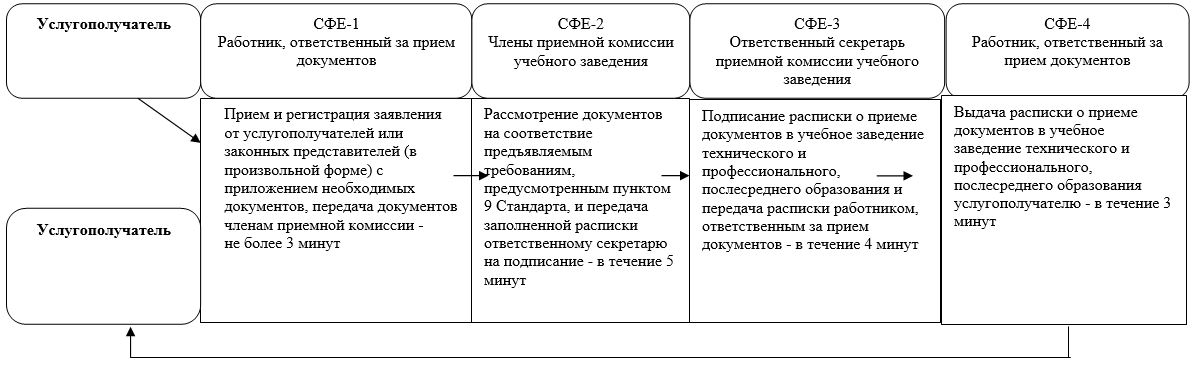 Услугополучатель
СФЕ-1
Работник, ответственный за прием
документов
СФЕ-2
Члены приемной комиссии
учебного заведения
СФЕ-3
Ответственный секретарь
приемной комиссии учебного
заведения
СФЕ-4
Работник, ответственный за
прием документов
Прием и регистрация заявления
от услугополучателей или
законных представителей (в
произвольной форме) с
приложением необходимых
документов, передача документов
членам приемной комиссии -
не более 3 минут
Рассмотрение документов
на соответствие
предъявляемым
требованиям,
предусмотренным пунктом
9 Стандарта, и передача
заполненной расписки
ответственному секретарю
на подписание - в течение 5
минут
Подписание расписки о приеме
документов в учебное заведение
технического и
профессионального,
послесреднего образования и
передача расписки работником,
ответственным за прием
документов - в течение 4 минут
Выдача расписки о приеме
документов в учебное
заведение технического и
профессионального,
послесреднего образования
услугополучателю - в течение 3
минут
Услугополучатель